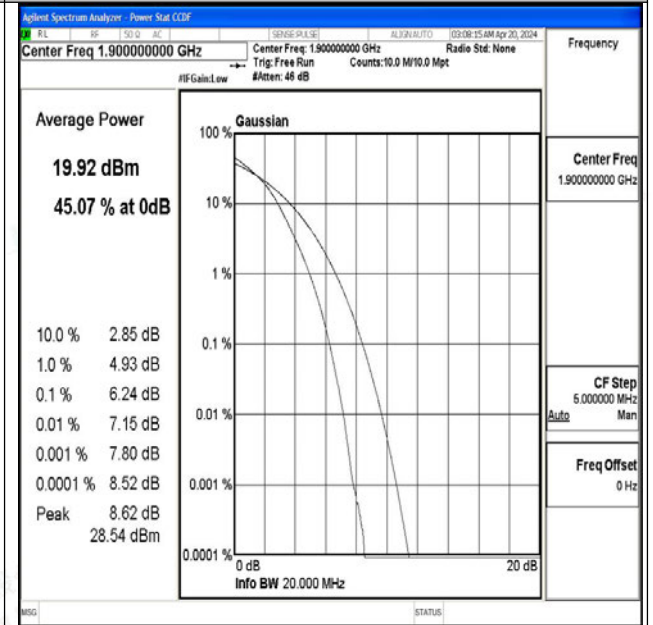 Agilent Spectrum Analyzer - Power Stat CCDF
RL RF 50 Ω AC SENSE:PULSE ALIGN AUTO 03:08:15 AM Apr 20, 2024
Center Freq 1.900000000 GHz
Center Freq: 1.900000000 GHz Radio Std: None
Trig: Free Run Counts:10.0 M/10.0 Mpt
#IFGain:Low #Atten: 46 dB
Frequency
Average Power
19.92 dBm
45.07 % at 0dB
10.0 % 2.85 dB
1.0 % 4.93 dB
0.1 % 6.24 dB
0.01 % 7.15 dB
0.001 % 7.80 dB
0.0001 % 8.52 dB
Peak 8.62 dB
28.54 dBm
Gaussian
100 %
10 %
1 %
0.1 %
0.01 %
0.001 %
0.0001 %
0 dB 20 dB
Info BW 20.000 MHz
Center Freq
1.900000000 GHz
CF Step
5.000000 MHz
Auto Man
Freq Offset
0 Hz
MSG STATUS